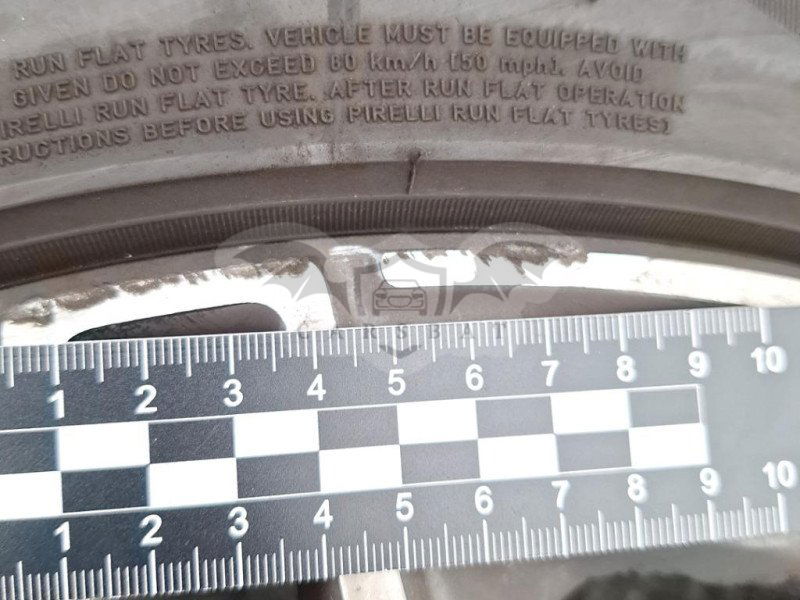 RUN FLAT TYRES. VEHICLE MUST BE EQUIPPED WITH
GIVEN DO NOT EXCEED 80 Km/h (50 mph). AVOID
PIRELLI RUN FLAT TYRE. AFTER RUN FLAT OPERATION
RUCTIONS BEFORE USING PIRELLI RUN FLAT TYRES)
CARSBAT
1 2 3 4 5 6 7 8 9 10
1 2 3 4 5 6 7 8 9 10